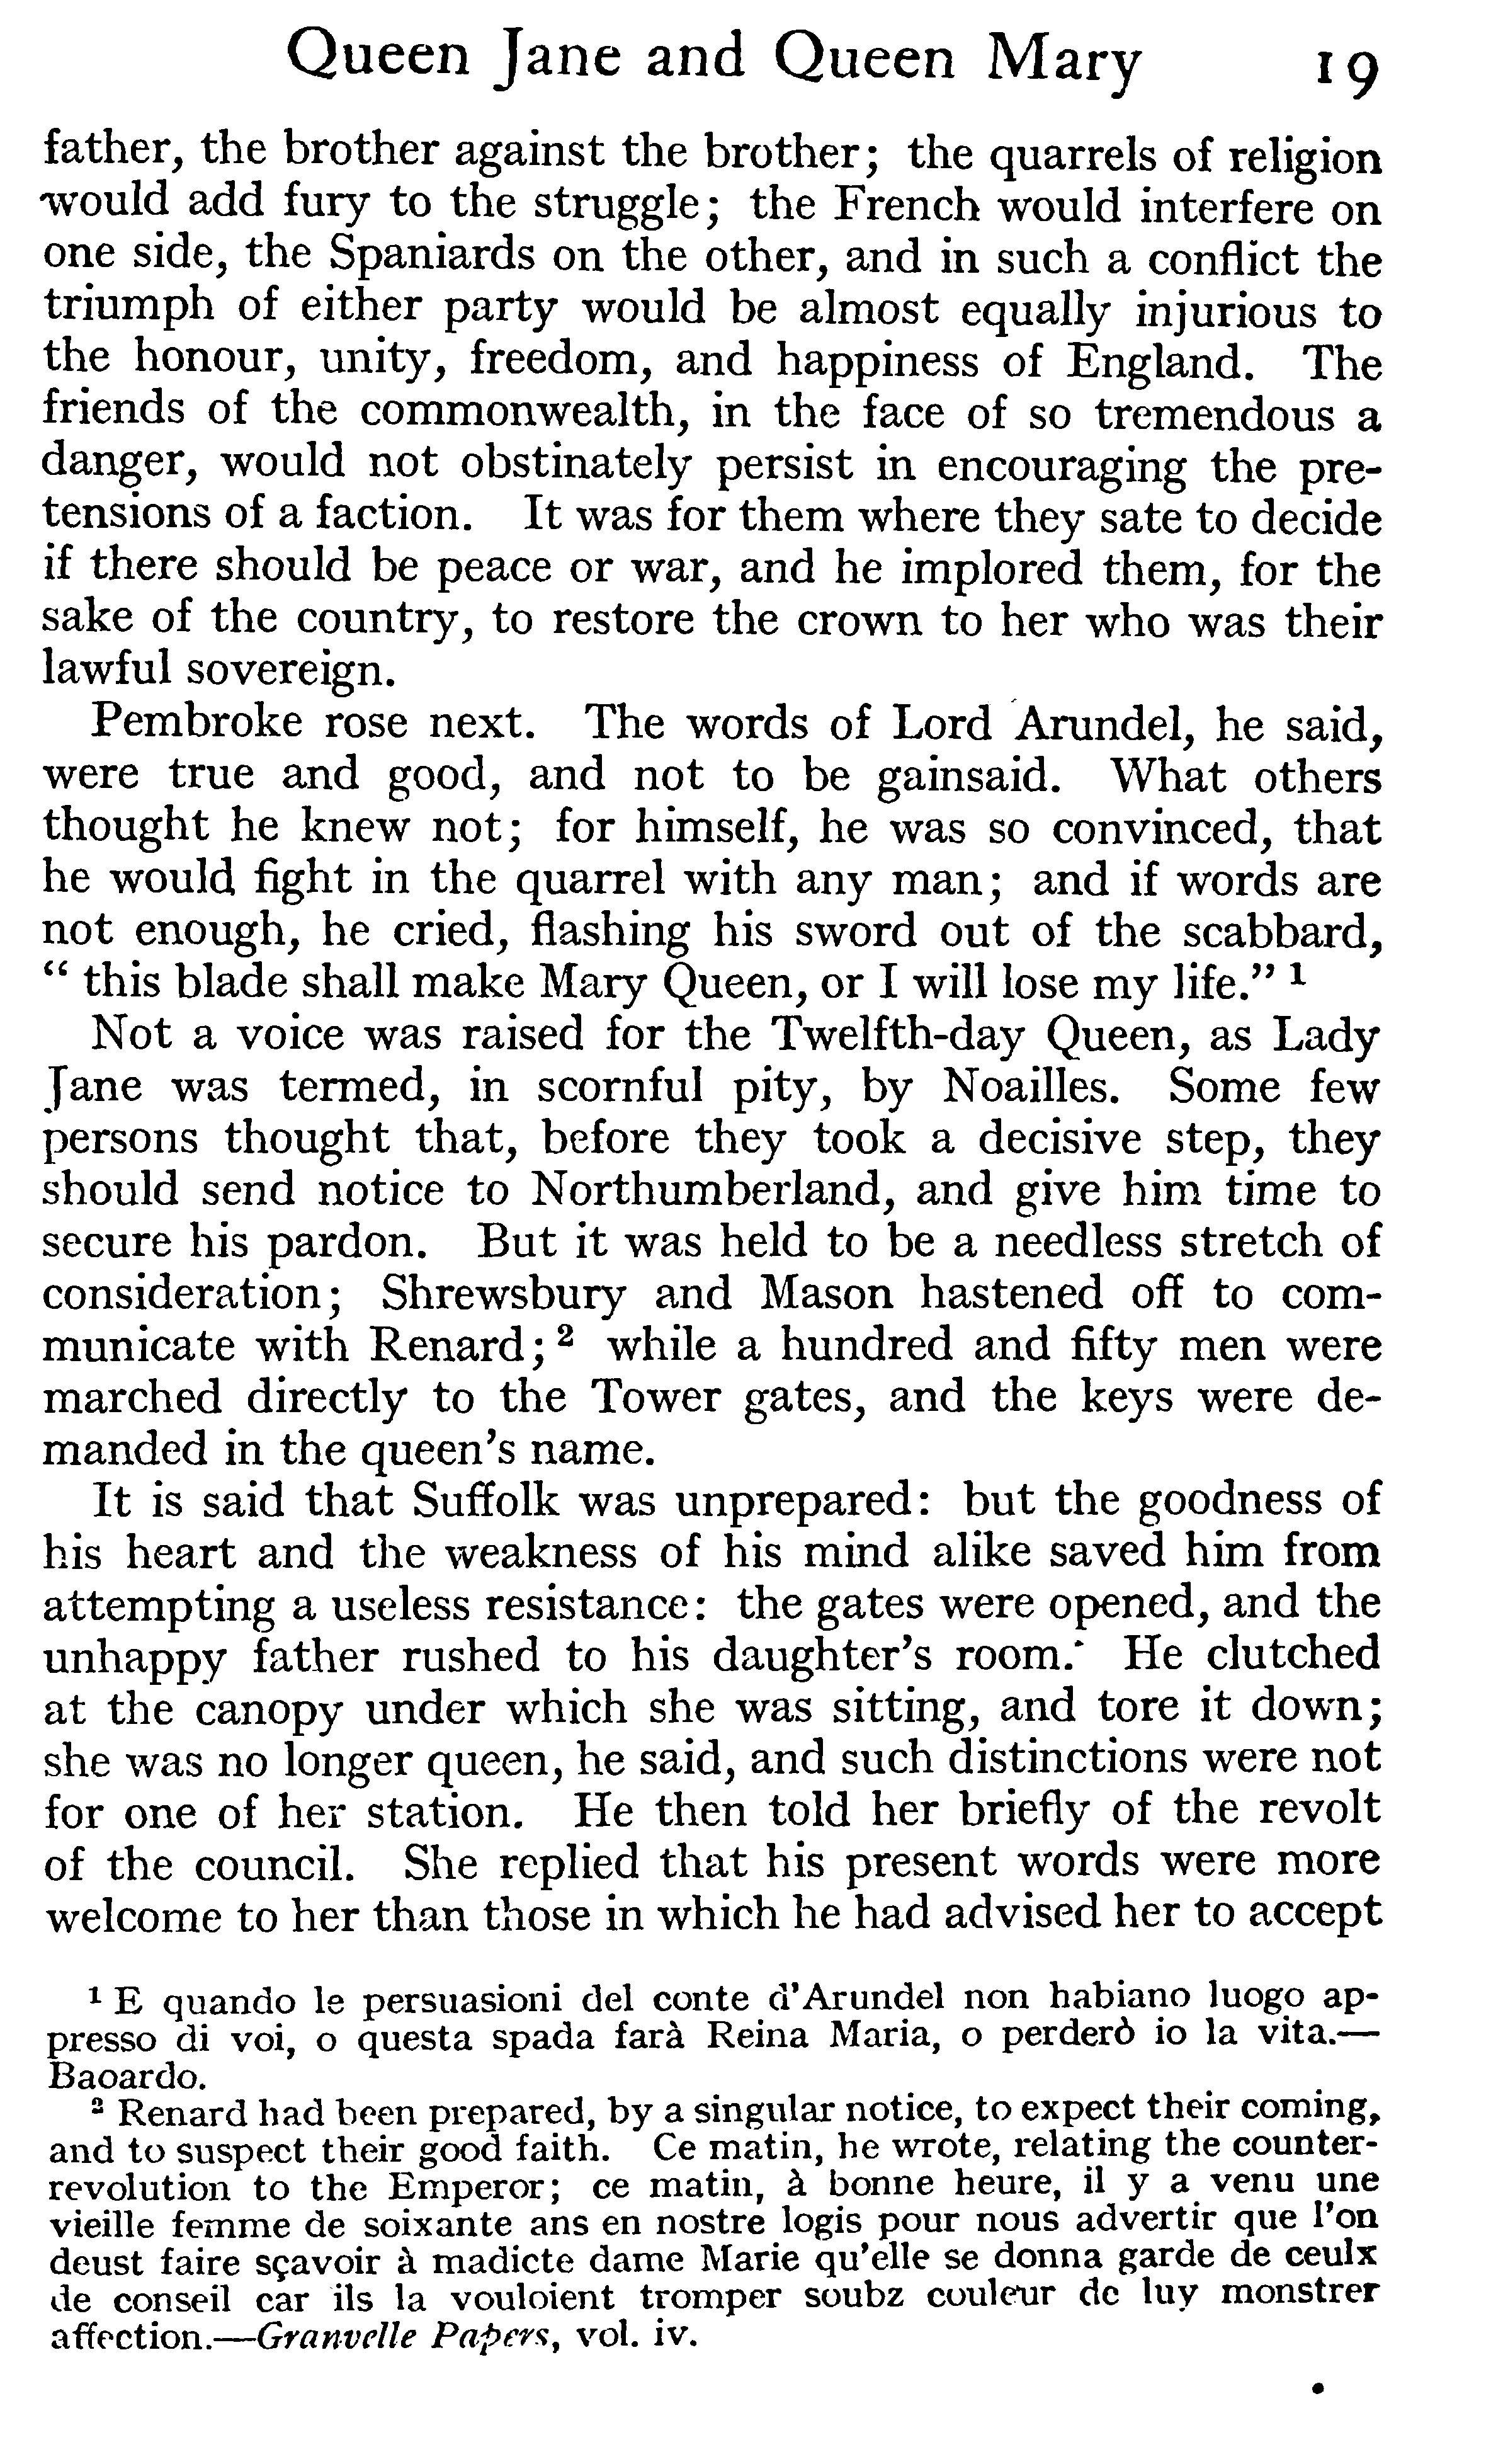 Queen Jane and Queen Mary 19
father, the brother against the brother; the quarrels of religion
would add fury to the struggle; the French would interfere on
one side, the Spaniards on the other, and in such a conflict the
triumph of either party would be almost equally injurious to
the honour, unity, freedom, and happiness of England. The
friends of the commonwealth, in the face of so tremendous a
danger, would not obstinately persist in encouraging the pre-
tensions of a faction. It was for them where they sate to decide
if there should be peace or war, and he implored them, for the
sake of the country, to restore the crown to her who was their
lawful sovereign.
Pembroke rose next. The words of Lord Arundel, he said,
were true and good, and not to be gainsaid. What others
thought he knew not; for himself, he was so convinced, that
he would fight in the quarrel with any man; and if words are
not enough, he cried, flashing his sword out of the scabbard,
“ this blade shall make Mary Queen, or I will lose my life.” ¹
Not a voice was raised for the Twelfth-day Queen, as Lady
Jane was termed, in scornful pity, by Noailles. Some few
persons thought that, before they took a decisive step, they
should send notice to Northumberland, and give him time to
secure his pardon. But it was held to be a needless stretch of
consideration; Shrewsbury and Mason hastened off to com-
municate with Renard; ² while a hundred and fifty men were
marched directly to the Tower gates, and the keys were de-
manded in the queen's name.
It is said that Suffolk was unprepared: but the goodness of
his heart and the weakness of his mind alike saved him from
attempting a useless resistance: the gates were opened, and the
unhappy father rushed to his daughter's room. He clutched
at the canopy under which she was sitting, and tore it down;
she was no longer queen, he said, and such distinctions were not
for one of her station. He then told her briefly of the revolt
of the council. She replied that his present words were more
welcome to her than those in which he had advised her to accept
¹ E quando le persuasioni del conte d'Arundel non habiano luogo ap-
presso di voi, o questa spada farà Reina Maria, o perderò io la vita.—
Baoardo.
² Renard had been prepared, by a singular notice, to expect their coming,
and to suspect their good faith. Ce matin, he wrote, relating the counter-
revolution to the Emperor; ce matin, à bonne heure, il y a venu une
vieille femme de soixante ans en nostre logis pour nous advertir que l'on
deust faire sçavoir à madicte dame Marie qu'elle se donna garde de ceulx
de conseil car ils la vouloient tromper soubz couleur de luy monstrer
affection.—Granvelle Papers, vol. iv.